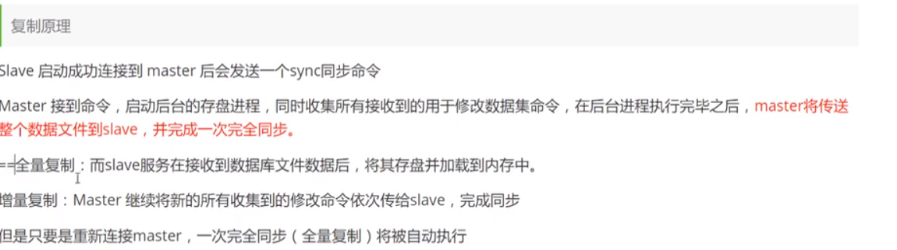 复制原理
Slave 启动成功连接到 master 后会发送一个sync同步命令
Master 接到命令，启动后台的存盘进程，同时收集所有接收到的用于修改数据集命令，在后台进程执行完毕之后，master将传送
整个数据文件到slave，并完成一次完全同步。
==全量复制：而slave服务在接收到数据库文件数据后，将其存盘并加载到内存中。
增量复制：Master 继续将新的所有收集到的修改命令依次传给slave，完成同步
但是只要是重新连接master，一次完全同步（全量复制）将被自动执行